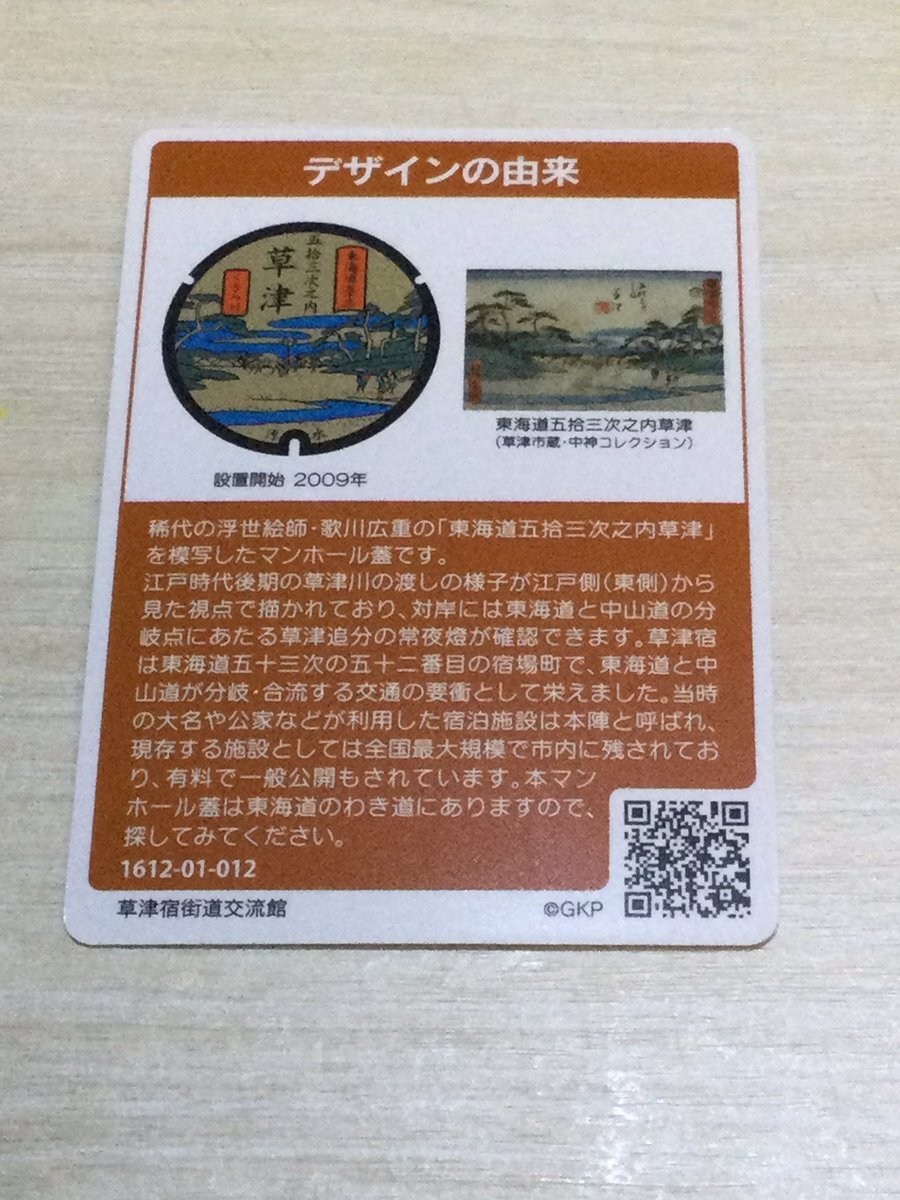 デザインの由来
五拾三次之内
草津
東海道五拾三次之内草津
(草津市蔵・中神コレクション)
設置開始 2009年
稀代の浮世絵師・歌川広重の「東海道五拾三次之内草津」
を模写したマンホール蓋です。
江戸時代後期の草津川の渡しの様子が江戸側(東側)から
見た視点で描かれており、対岸には東海道と中山道の分
岐点にあたる草津追分の常夜燈が確認できます。草津宿
は東海道五十三次の五十二番目の宿場町で、東海道と中
山道が分岐・合流する交通の要衝として栄えました。当時
の大名や公家などが利用した宿泊施設は本陣と呼ばれ、
現存する施設としては全国最大規模で市内に残されてお
り、有料で一般公開もされています。本マン
ホール蓋は東海道のわき道にありますので、
探してみてください。
1612-01-012
草津宿街道交流館
©GKP